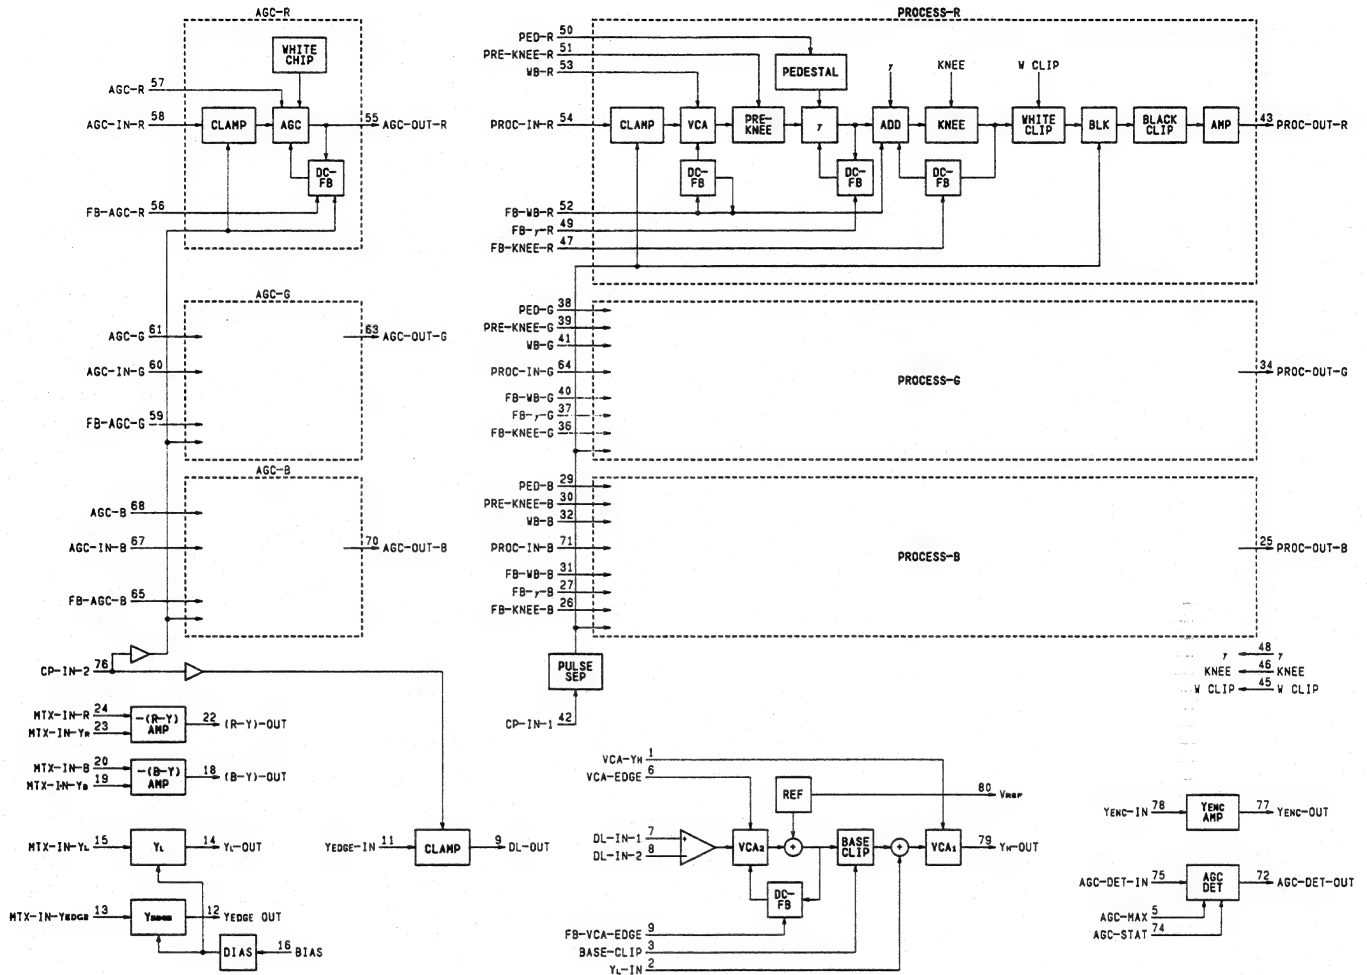 AGC-R
WHITE CHIP
AGC-R 57
AGC-IN-R 58
CLAMP
AGC
55 AGC-OUT-R
DC-FB
FB-AGC-R 56
AGC-G
AGC-G 61
63 AGC-OUT-G
AGC-IN-G 60
FB-AGC-G 59
AGC-B
AGC-B 68
AGC-IN-B 67
70 AGC-OUT-B
FB-AGC-B 65
CP-IN-2 76
PROCESS-R
PED-R 50
PRE-KNEE-R 51
WB-R 53
PEDESTAL
γ
KNEE
W CLIP
PROC-IN-R 54
CLAMP
VCA
PRE-KNEE
γ
ADD
KNEE
WHITE CLIP
BLK
BLACK CLIP
AMP
43 PROC-OUT-R
DC-FB
DC-FB
DC-FB
FB-WB-R 52
FB-γ-R 49
FB-KNEE-R 47
PED-G 38
PRE-KNEE-G 39
WB-G 41
PROC-IN-G 64
PROCESS-G
34 PROC-OUT-G
FB-WB-G 40
FB-γ-G 37
FB-KNEE-G 36
PED-B 29
PRE-KNEE-B 30
WB-B 32
PROC-IN-B 71
PROCESS-B
25 PROC-OUT-B
FB-WB-B 31
FB-γ-B 27
FB-KNEE-B 26
PULSE SEP
CP-IN-1 42
γ 48 γ
KNEE 46 KNEE
W CLIP 45 W CLIP
MTX-IN-R 24
MTX-IN-YR 23
-(R-Y) AMP
22 (R-Y)-OUT
MTX-IN-B 20
MTX-IN-YB 19
-(B-Y) AMP
18 (B-Y)-OUT
MTX-IN-YL 15
YL
14 YL-OUT
MTX-IN-YEDGE 13
YEDGE
12 YEDGE OUT
DIAS
16 BIAS
YEDGE-IN 11
CLAMP
9 DL-OUT
VCA-YH 1
VCA-EDGE 6
REF
80 VREF
DL-IN-1 7
DL-IN-2 8
+
-
VCA2
+
BASE CLIP
+
VCA1
79 YH-OUT
DC-FB
FB-VCA-EDGE 9
BASE-CLIP 3
YL-IN 2
YENC-IN 78
YENC AMP
77 YENC-OUT
AGC-DET-IN 75
AGC DET
72 AGC-DET-OUT
AGC-MAX 5
AGC-STAT 74